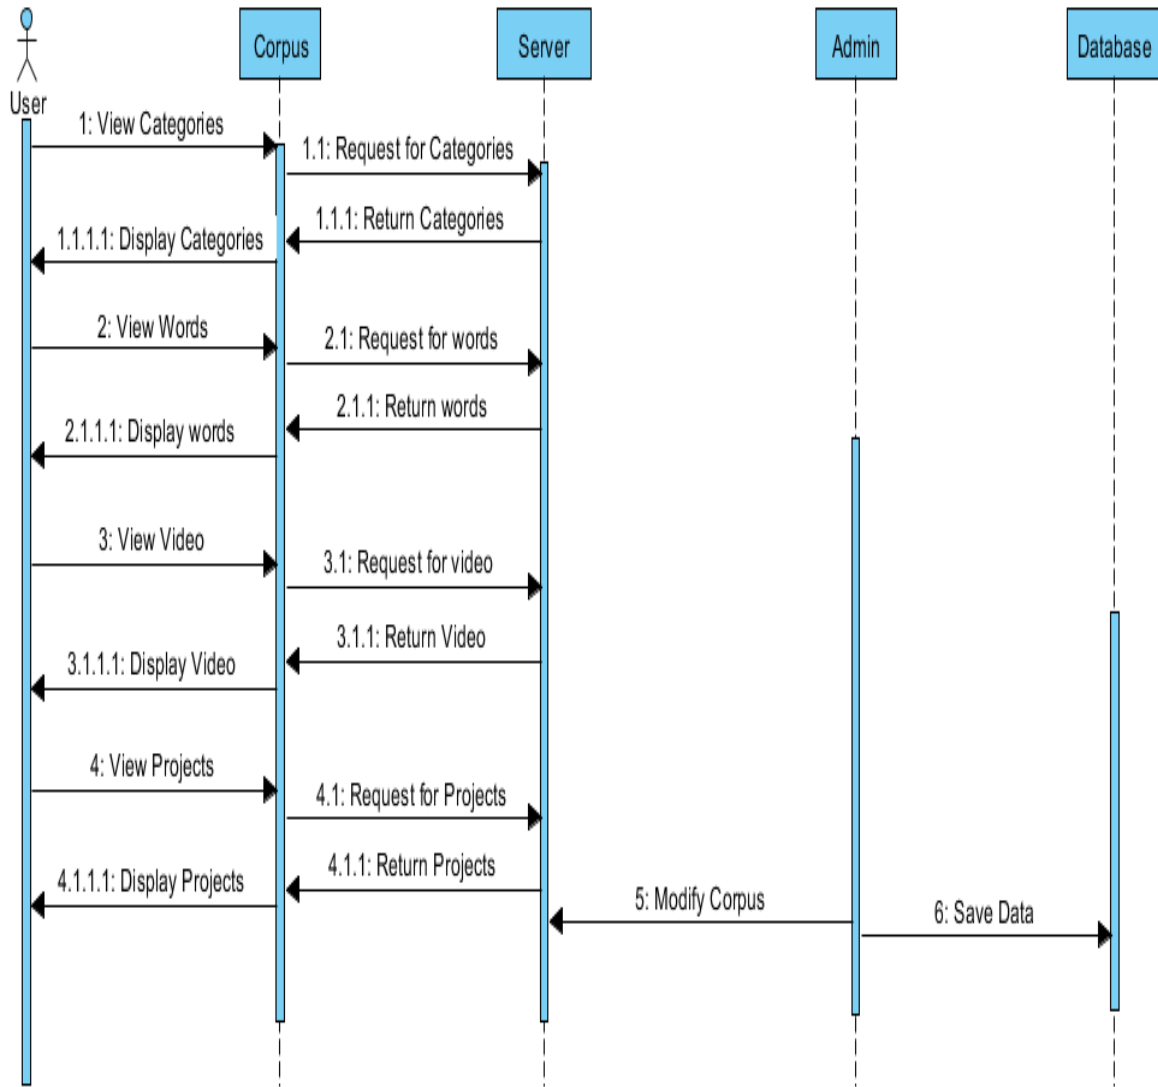 User
Corpus
Server
Admin
Database
1: View Categories
1.1: Request for Categories
1.1.1: Return Categories
1.1.1.1: Display Categories
2: View Words
2.1: Request for words
2.1.1: Return words
2.1.1.1: Display words
3: View Video
3.1: Request for video
3.1.1: Return Video
3.1.1.1: Display Video
4: View Projects
4.1: Request for Projects
4.1.1: Return Projects
4.1.1.1: Display Projects
5: Modify Corpus
6: Save Data